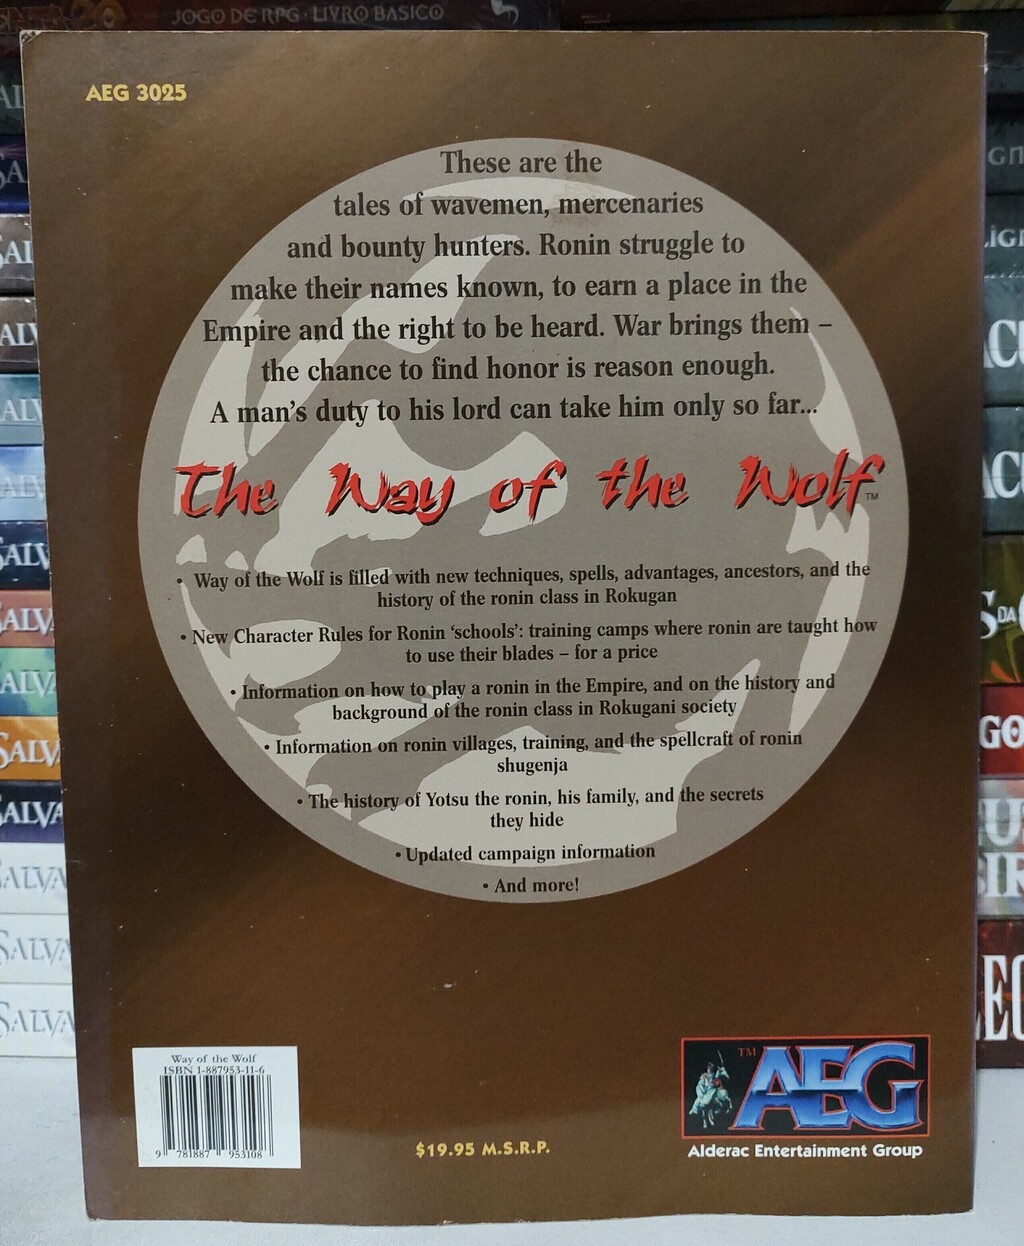 JOGO DE RPG · LIVRO BASICO
AEG 3025
These are the
tales of wavemen, mercenaries
and bounty hunters. Ronin struggle to
make their names known, to earn a place in the
Empire and the right to be heard. War brings them –
the chance to find honor is reason enough.
A man's duty to his lord can take him only so far...
The Way of the Wolf™
• Way of the Wolf is filled with new techniques, spells, advantages, ancestors, and the
history of the ronin class in Rokugan
• New Character Rules for Ronin 'schools': training camps where ronin are taught how
to use their blades – for a price
• Information on how to play a ronin in the Empire, and on the history and
background of the ronin class in Rokugani society
• Information on ronin villages, training, and the spellcraft of ronin
shugenja
• The history of Yotsu the ronin, his family, and the secrets
they hide
• Updated campaign information
• And more!
Way of the Wolf
ISBN 1-887953-11-6
9 781887 953108
$19.95 M.S.R.P.
™ AEG
Alderac Entertainment Group